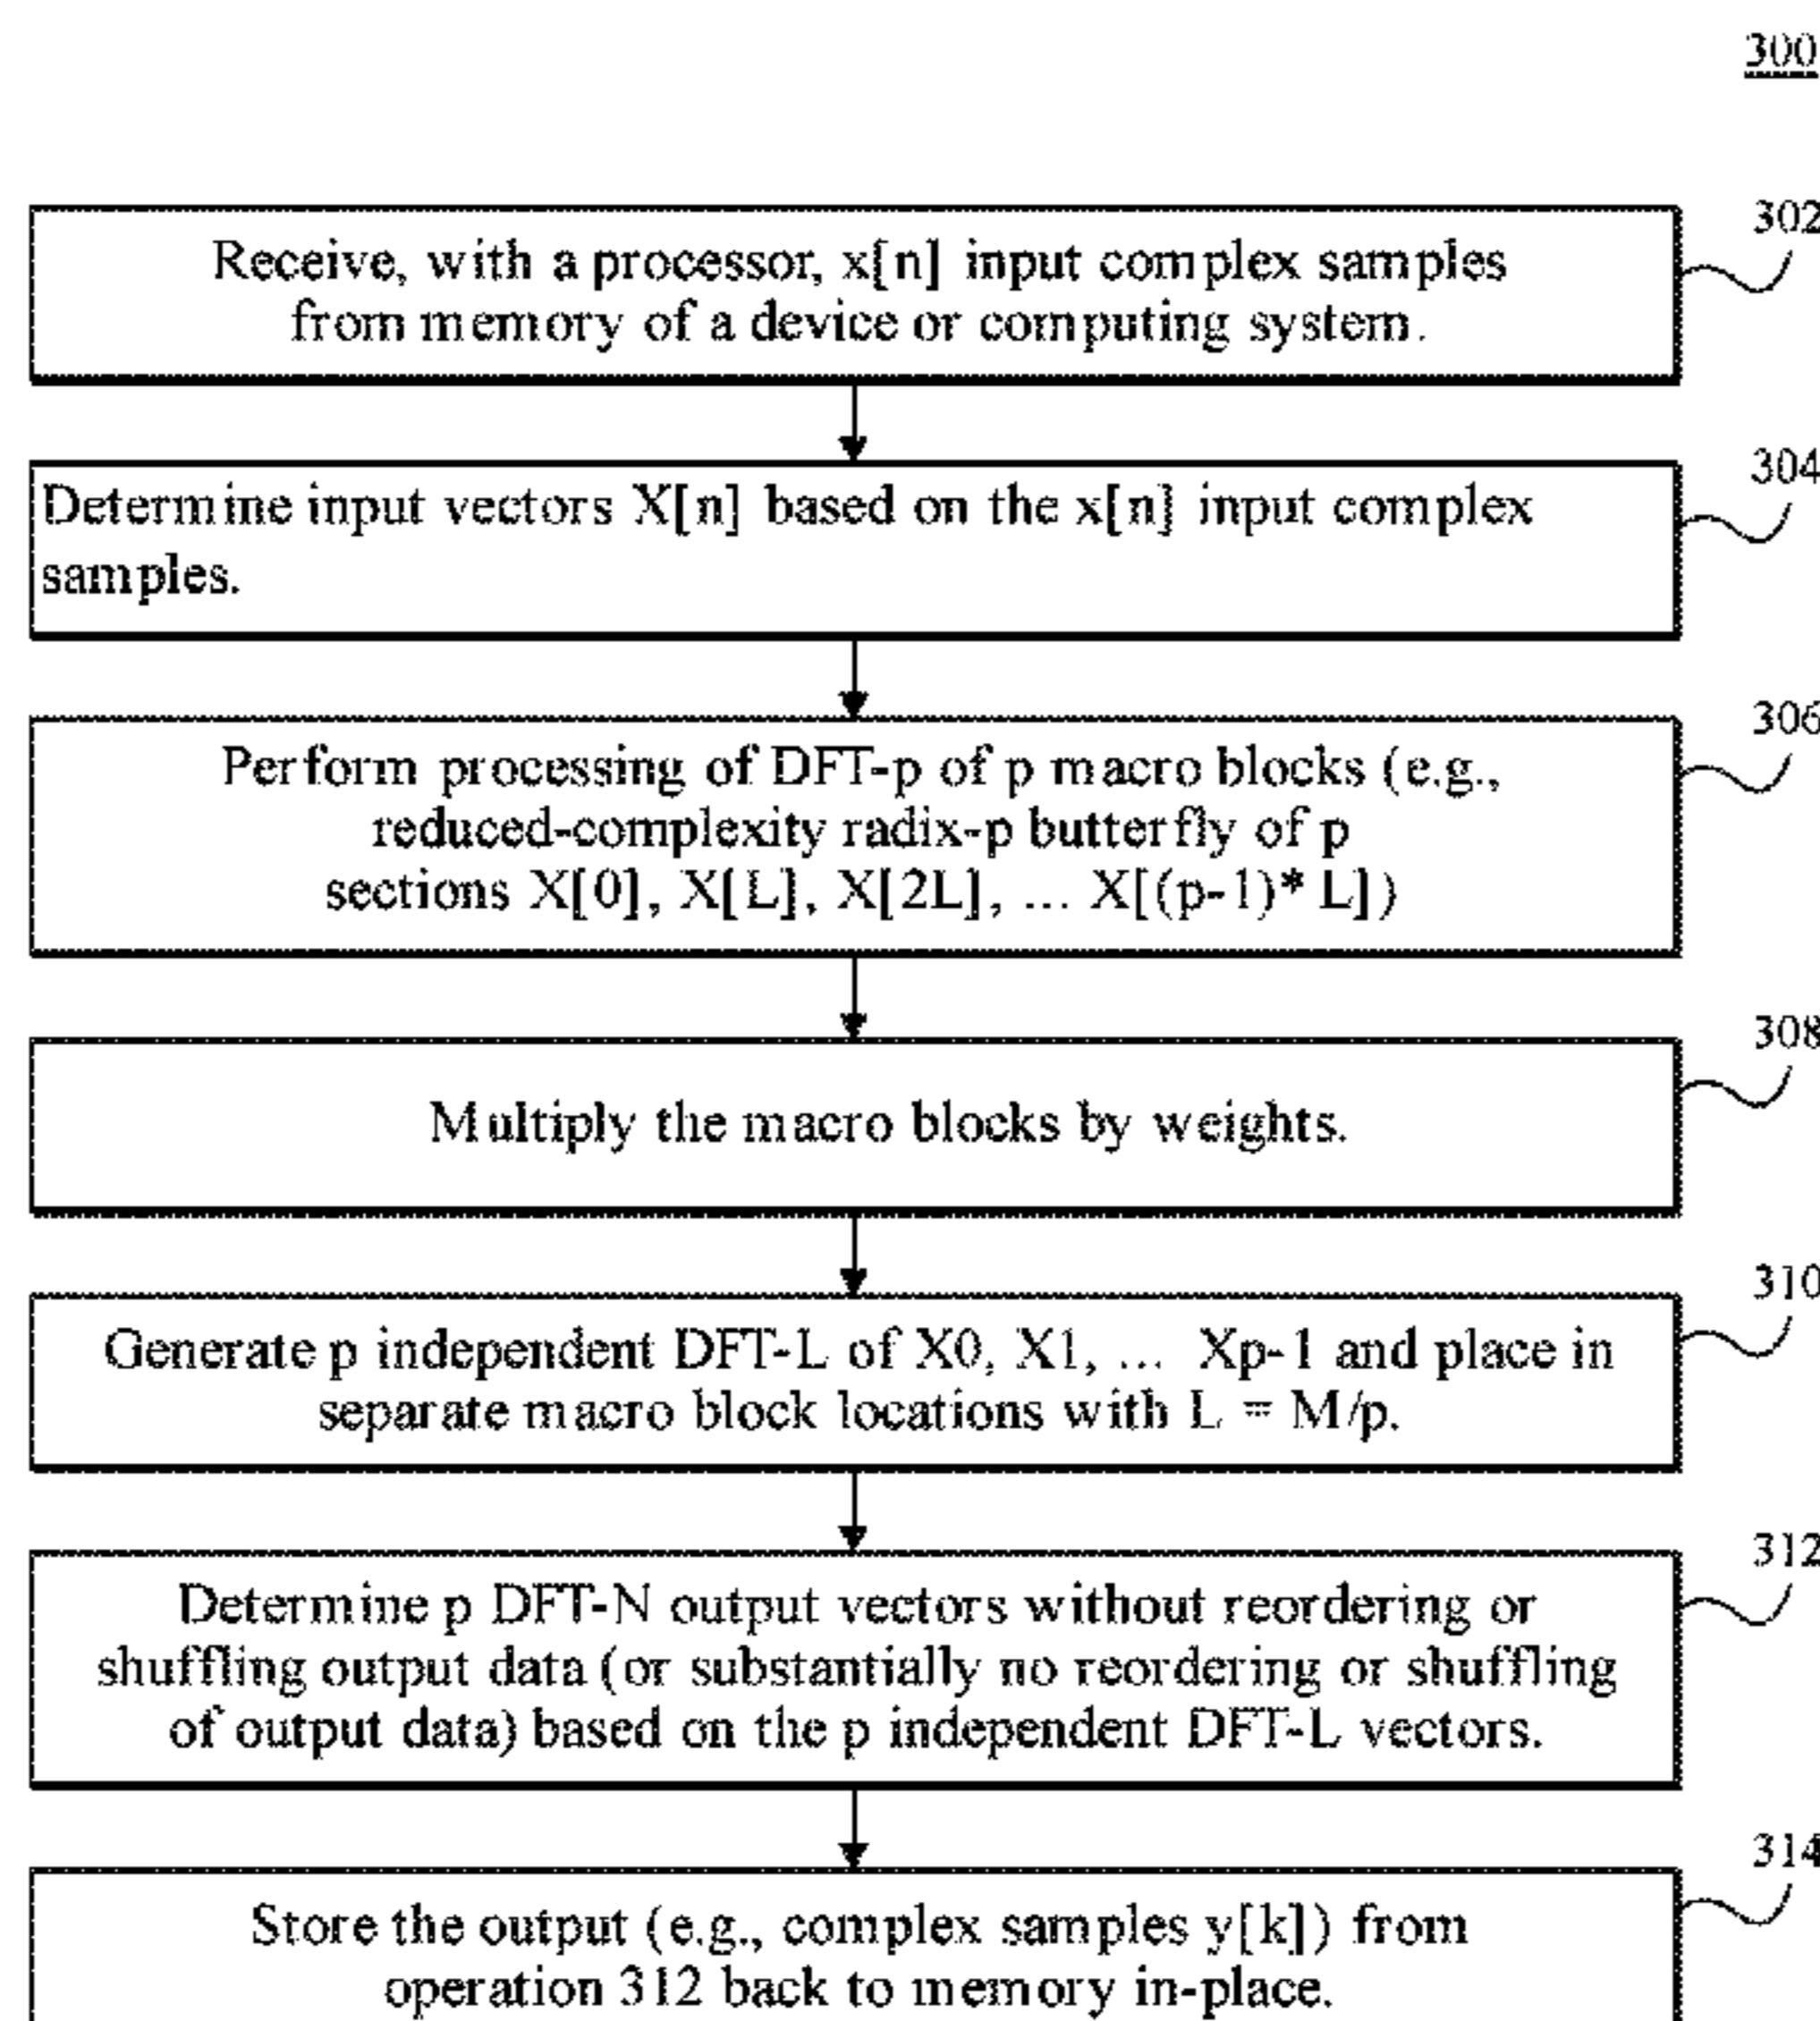 300
302
Receive, with a processor, x[n] input complex samples
from memory of a device or computing system.
304
Determine input vectors X[n] based on the x[n] input complex
samples.
306
Perform processing of DFT-p of p macro blocks (e.g.,
reduced-complexity radix-p butterfly of p
sections X[0], X[L], X[2L], ... X[(p-1)* L])
308
Multiply the macro blocks by weights.
310
Generate p independent DFT-L of X0, X1, ... Xp-1 and place in
separate macro block locations with L = M/p.
312
Determine p DFT-N output vectors without reordering or
shuffling output data (or substantially no reordering or shuffling
of output data) based on the p independent DFT-L vectors.
314
Store the output (e.g., complex samples y[k]) from
operation 312 back to memory in-place.